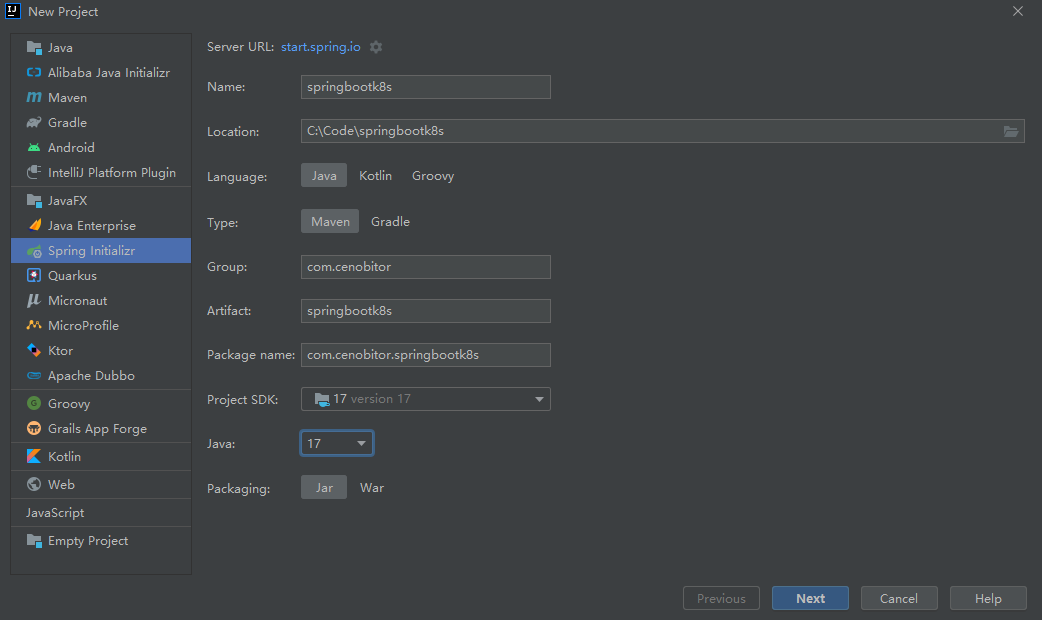 New Project
Java
Alibaba Java Initializr
Maven
Gradle
Android
IntelliJ Platform Plugin
JavaFX
Java Enterprise
Spring Initializr
Quarkus
Micronaut
MicroProfile
Ktor
Apache Dubbo
Groovy
Grails App Forge
Kotlin
Web
JavaScript
Empty Project
Server URL: start.spring.io
Name: springbootk8s
Location: C:\Code\springbootk8s
Language: Java Kotlin Groovy
Type: Maven Gradle
Group: com.cenobitor
Artifact: springbootk8s
Package name: com.cenobitor.springbootk8s
Project SDK: 17 version 17
Java: 17
Packaging: Jar War
Previous Next Cancel Help